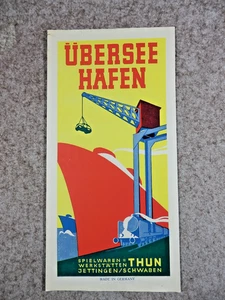 ÜBERSEE
HAFEN
SPIELWAREN =
WERKSTÄTTEN THUN
JETTINGEN/SCHWABEN
MADE IN GERMANY